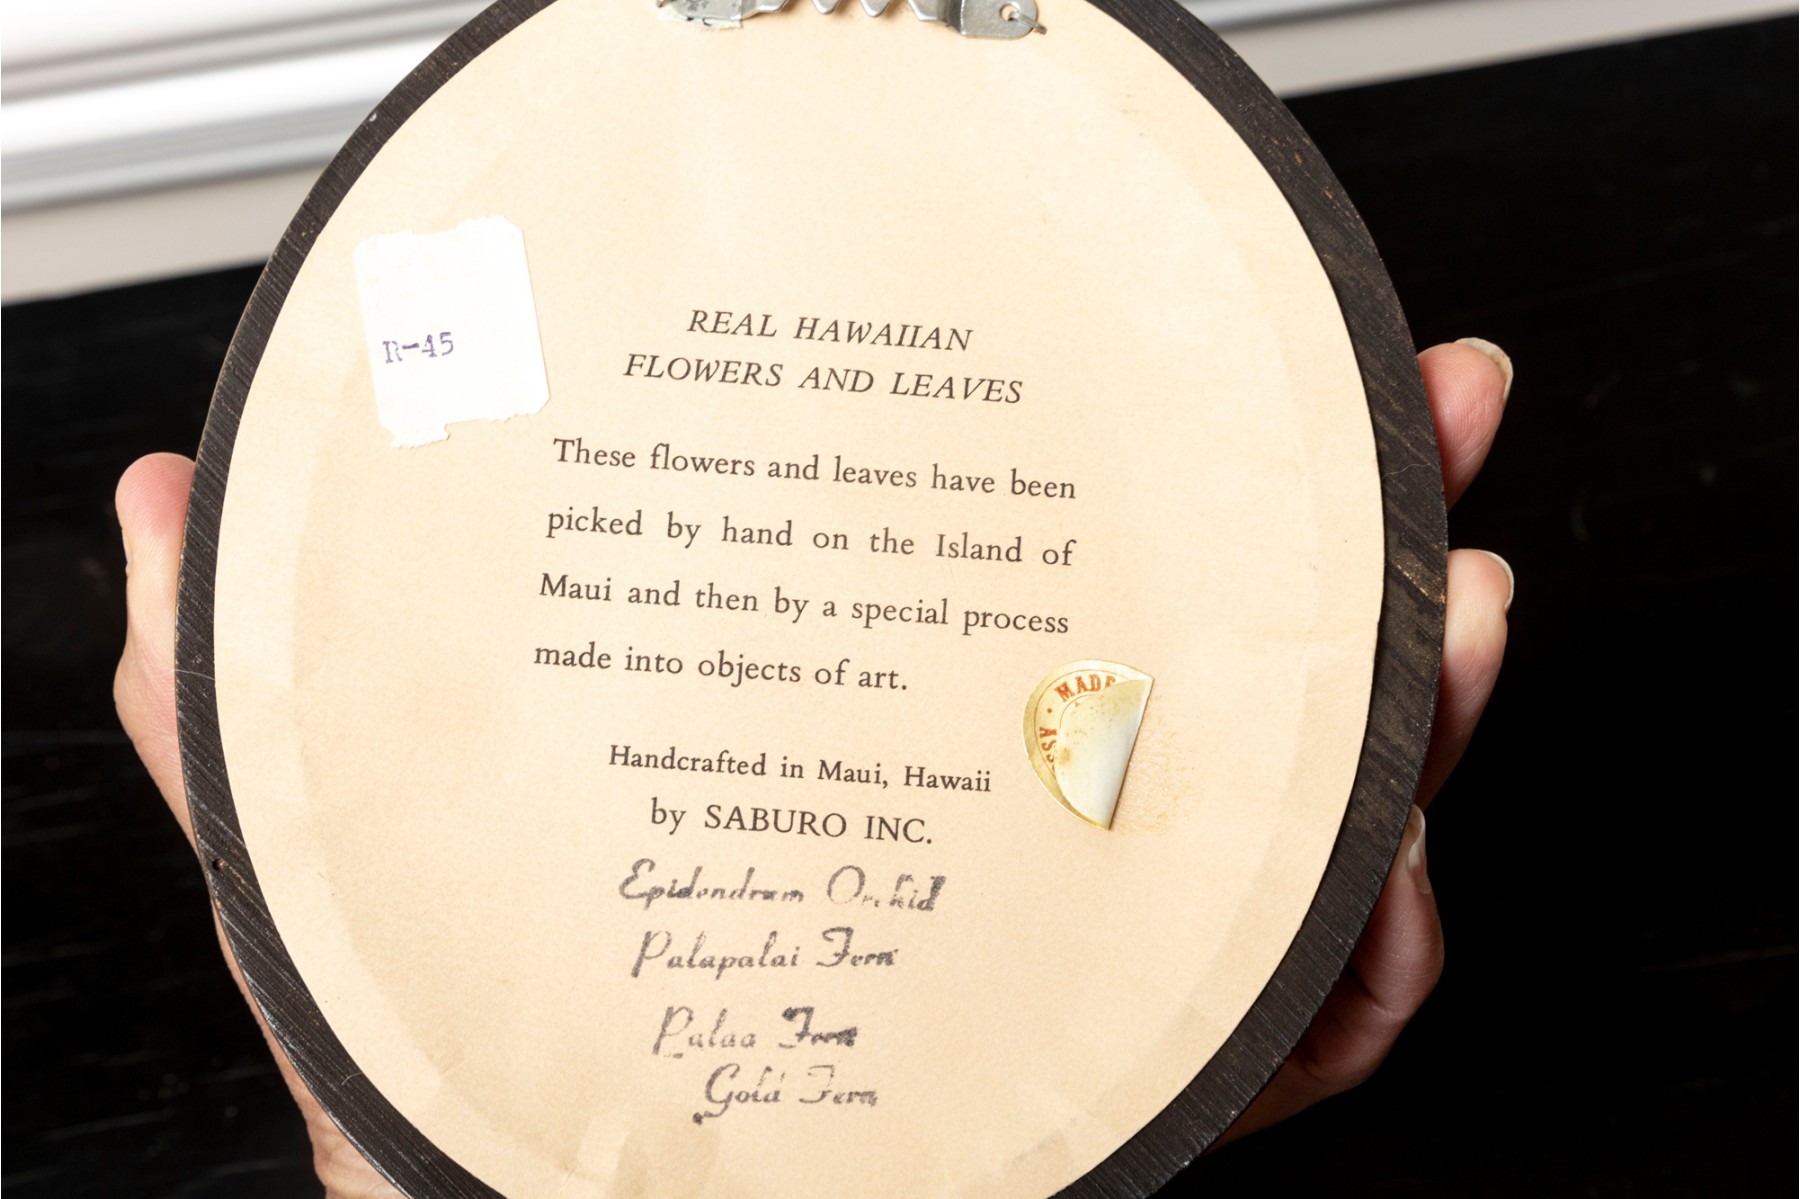 R-45
REAL HAWAIIAN
FLOWERS AND LEAVES
These flowers and leaves have been
picked by hand on the Island of
Maui and then by a special process
made into objects of art.
MADE
Handcrafted in Maui, Hawaii
by SABURO INC.
Epidendrum Orchid
Palapalai Fern
Palaa Fern
Gold Fern